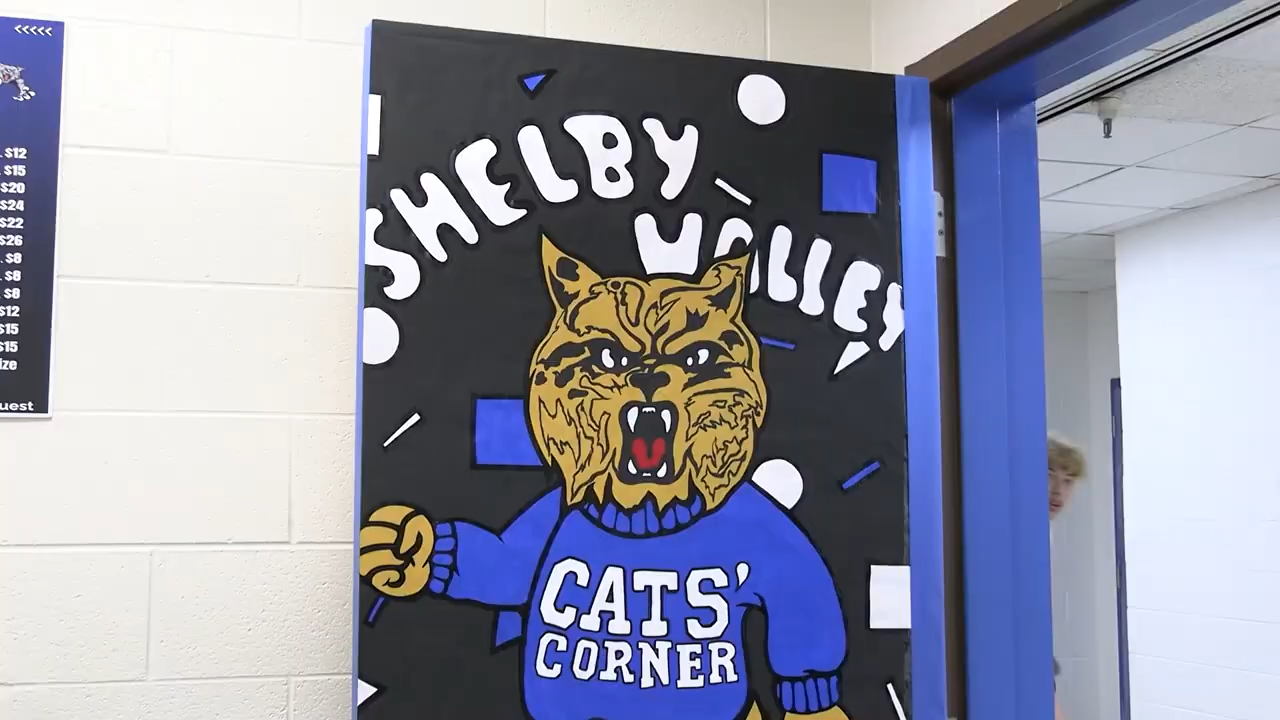 <<<<<
. $12
. $15
. $20
$24
$22
$26
. $8
. $8
. $8
$12
$15
$15
ize
uest
SHELBY
VALLEY
CATS'
CORNER